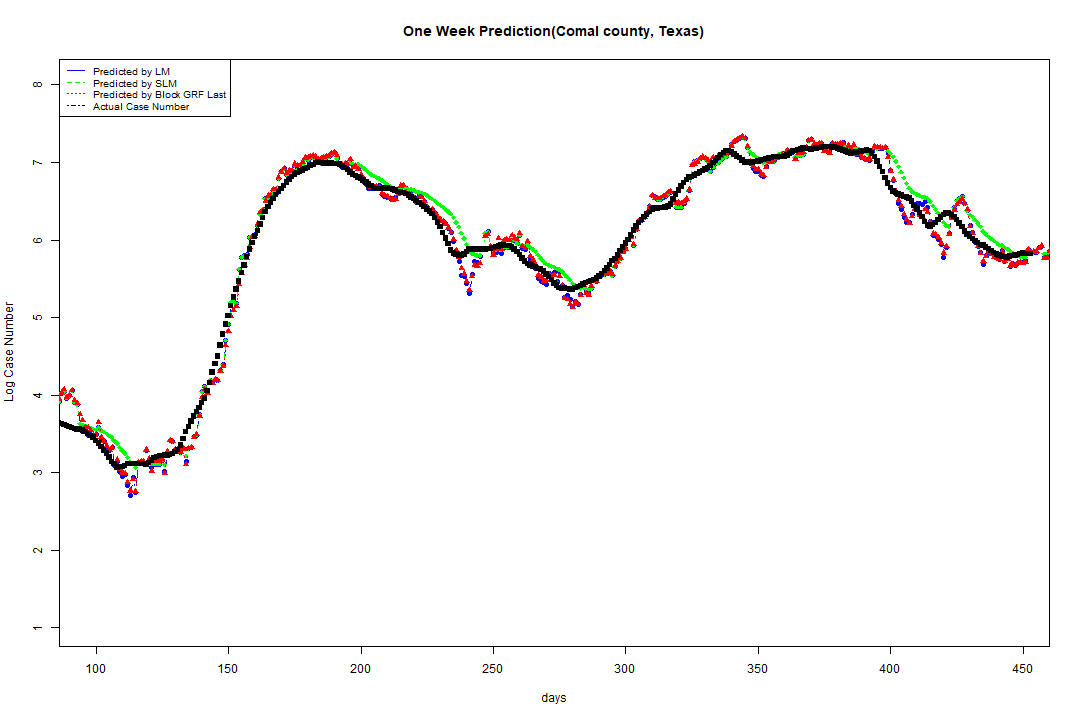 One Week Prediction(Comal county, Texas)
Predicted by LM
Predicted by SLM
Predicted by Block GRF Last
Actual Case Number
8
7
6
5
4
3
2
1
Log Case Number
100 150 200 250 300 350 400 450
days